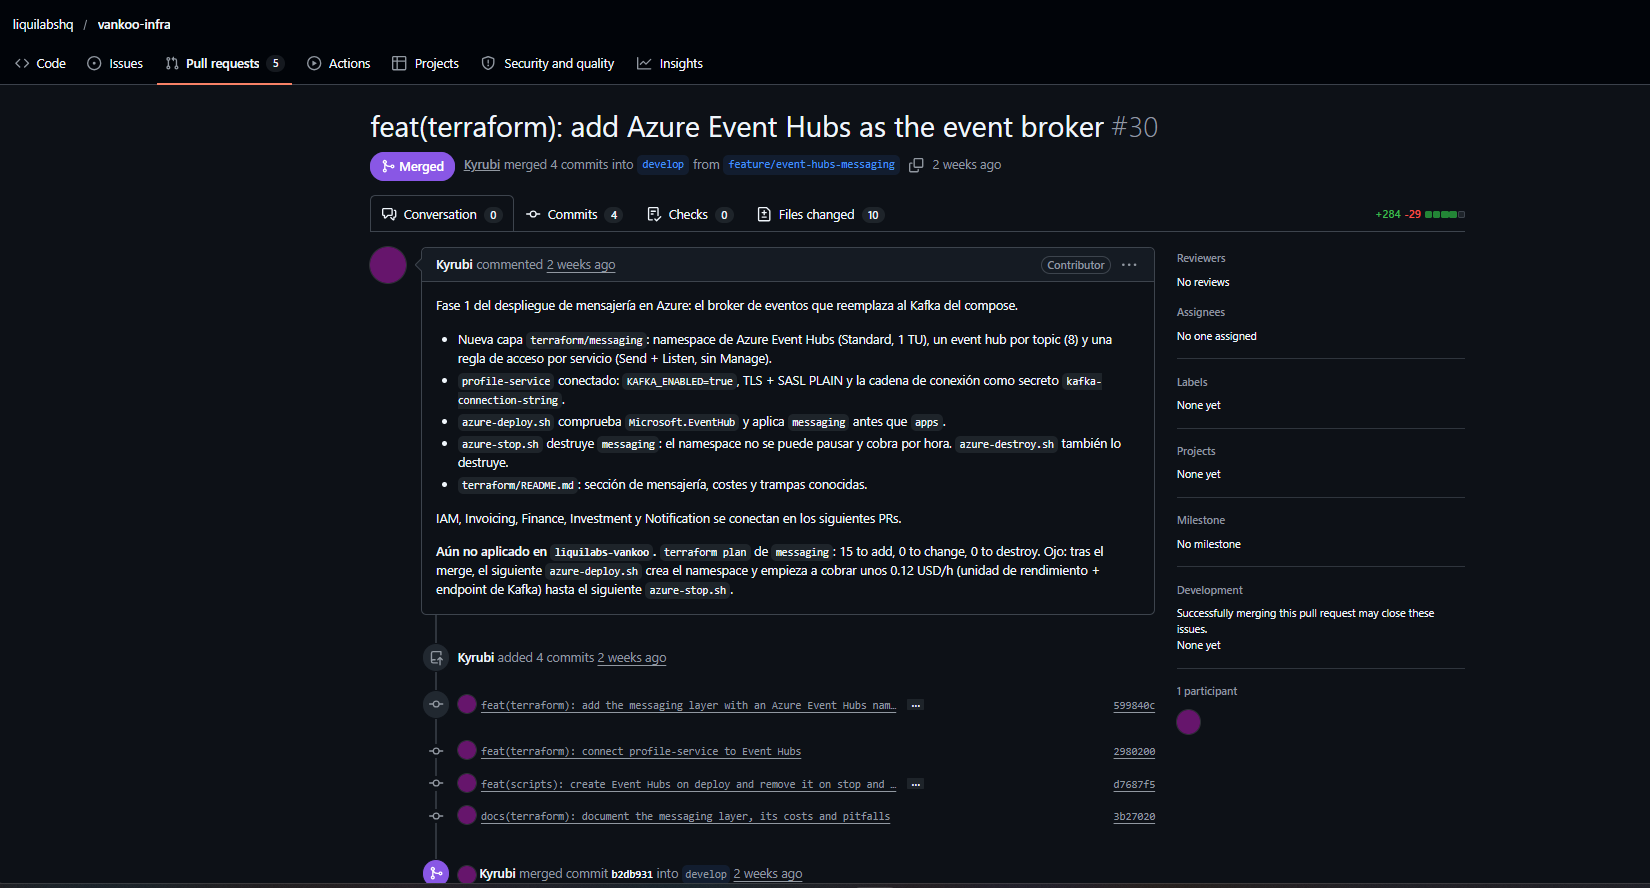 liquilabshq / vankoo-infra
Code Issues Pull requests 5 Actions Projects Security and quality Insights
feat(terraform): add Azure Event Hubs as the event broker #30
Merged Kyrubi merged 4 commits into develop from feature/event-hubs-messaging 2 weeks ago
Conversation 0 Commits 4 Checks 0 Files changed 10 +284 -29
Kyrubi commented 2 weeks ago Contributor ...
Fase 1 del despliegue de mensajería en Azure: el broker de eventos que reemplaza al Kafka del compose.
• Nueva capa terraform/messaging: namespace de Azure Event Hubs (Standard, 1 TU), un event hub por topic (8) y una
regla de acceso por servicio (Send + Listen, sin Manage).
• profile-service conectado: KAFKA_ENABLED=true, TLS + SASL PLAIN y la cadena de conexión como secreto kafka-
connection-string.
• azure-deploy.sh comprueba Microsoft.EventHub y aplica messaging antes que apps.
• azure-stop.sh destruye messaging: el namespace no se puede pausar y cobra por hora. azure-destroy.sh también lo
destruye.
• terraform/README.md: sección de mensajería, costes y trampas conocidas.
IAM, Invoicing, Finance, Investment y Notification se conectan en los siguientes PRs.
Aún no aplicado en liquilabs-vankoo. terraform plan de messaging: 15 to add, 0 to change, 0 to destroy. Ojo: tras el
merge, el siguiente azure-deploy.sh crea el namespace y empieza a cobrar unos 0.12 USD/h (unidad de rendimiento +
endpoint de Kafka) hasta el siguiente azure-stop.sh.
Kyrubi added 4 commits 2 weeks ago
feat(terraform): add the messaging layer with an Azure Event Hubs nam… ... 599840c
feat(terraform): connect profile-service to Event Hubs 2980200
feat(scripts): create Event Hubs on deploy and remove it on stop and … ... d7687f5
docs(terraform): document the messaging layer, its costs and pitfalls 3b27020
Kyrubi merged commit b2db931 into develop 2 weeks ago
Reviewers
No reviews
Assignees
No one assigned
Labels
None yet
Projects
None yet
Milestone
No milestone
Development
Successfully merging this pull request may close these
issues.
None yet
1 participant